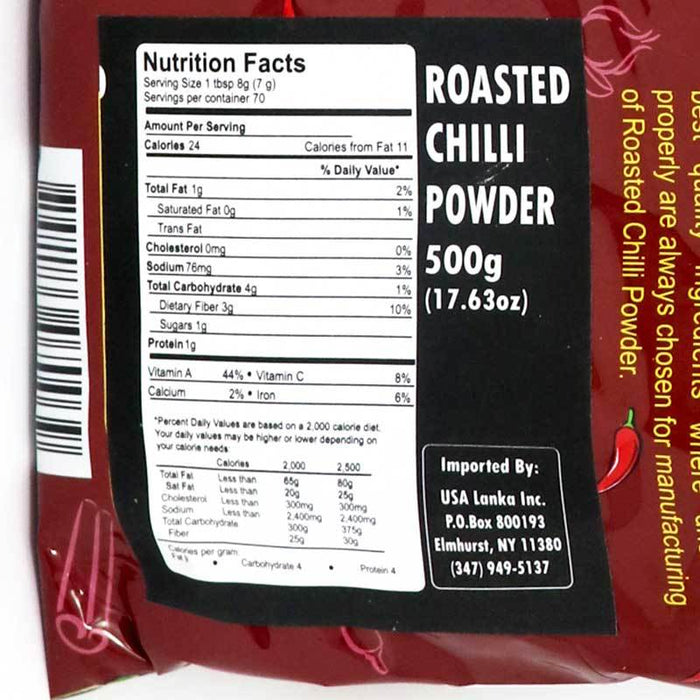 Nutrition Facts
Serving Size 1 tbsp 8g (7 g)
Servings per container 70
Amount Per Serving
Calories 24 Calories from Fat 11
% Daily Value*
Total Fat 1g 2%
Saturated Fat 0g 1%
Trans Fat
Cholesterol 0mg 0%
Sodium 76mg 3%
Total Carbohydrate 4g 1%
Dietary Fiber 3g 10%
Sugars 1g
Protein 1g
Vitamin A 44% • Vitamin C 8%
Calcium 2% • Iron 6%
*Percent Daily Values are based on a 2,000 calorie diet.
Your daily values may be higher or lower depending on
your calorie needs:
Calories 2,000 2,500
Total Fat Less than 65g 80g
Sat Fat Less than 20g 25g
Cholesterol Less than 300mg 300mg
Sodium Less than 2,400mg 2,400mg
Total Carbohydrate 300g 375g
Fiber 25g 30g
Calories per gram:
• Carbohydrate 4 • Protein 4
ROASTED
CHILLI
POWDER
500g
(17.63oz)
Imported By:
USA Lanka Inc.
P.O.Box 800193
Elmhurst, NY 11380
(347) 949-5137
properly are always chosen for manufacturing
of Roasted Chilli Powder.